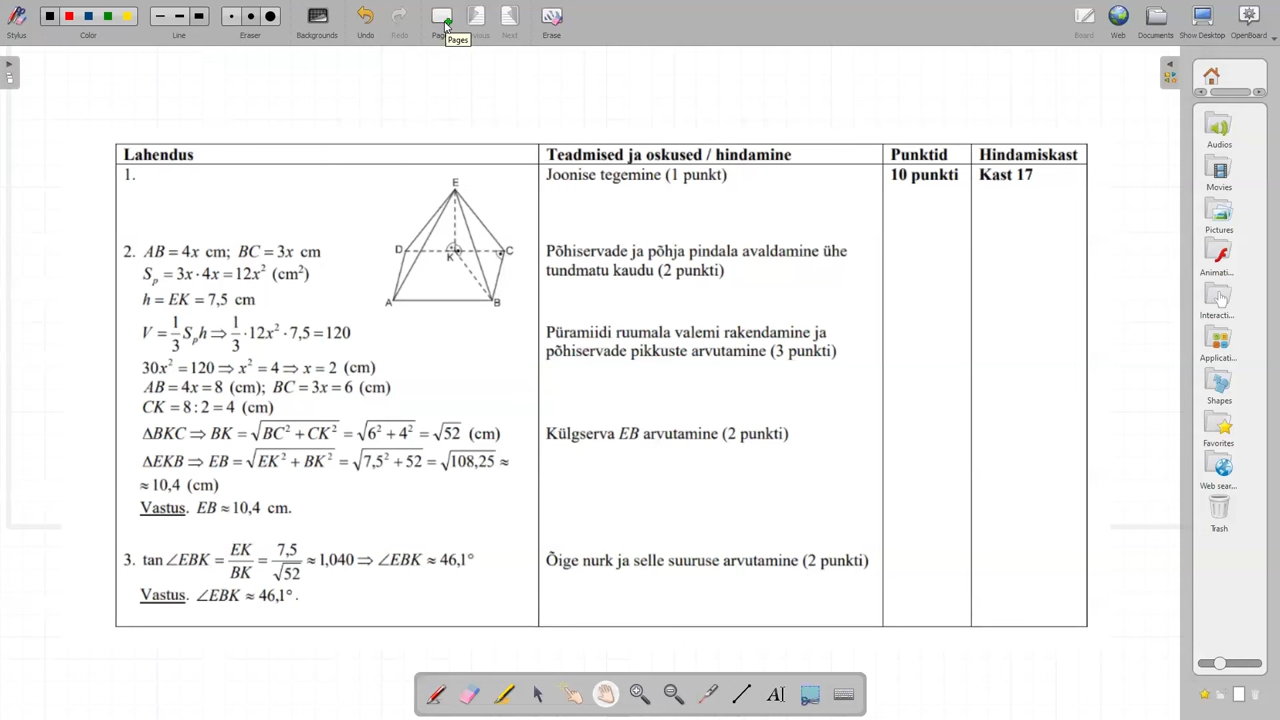 Stylus
Color
Line
Eraser
Backgrounds
Undo
Redo
Pages
Next
Erase
Board
Web
Documents
Show Desktop
OpenBoard
Lahendus
Teadmised ja oskused / hindamine
Punktid
Hindamiskast
1.
Joonise tegemine (1 punkt)
10 punkti
Kast 17
E
D
K
C
A
B
2. AB = 4x cm; BC = 3x cm
Põhiservade ja põhja pindala avaldamine ühe
S_p = 3x · 4x = 12x² (cm²)
tundmatu kaudu (2 punkti)
h = EK = 7,5 cm
V = 1/3 S_p h ⇒ 1/3 · 12x² · 7,5 = 120
Püramiidi ruumala valemi rakendamine ja
põhiservade pikkuste arvutamine (3 punkti)
30x² = 120 ⇒ x² = 4 ⇒ x = 2 (cm)
AB = 4x = 8 (cm); BC = 3x = 6 (cm)
CK = 8 : 2 = 4 (cm)
ΔBKC ⇒ BK = √(BC² + CK²) = √(6² + 4²) = √52 (cm)
Külgserva EB arvutamine (2 punkti)
ΔEKB ⇒ EB = √(EK² + BK²) = √(7,5² + 52) = √108,25 ≈
≈ 10,4 (cm)
Vastus. EB ≈ 10,4 cm.
3. tan ∠EBK = EK/BK = 7,5/√52 ≈ 1,040 ⇒ ∠EBK ≈ 46,1°
Õige nurk ja selle suuruse arvutamine (2 punkti)
Vastus. ∠EBK ≈ 46,1°.
Audios
Movies
Pictures
Animati...
Interacti...
Applicati...
Shapes
Favorites
Web sear...
Trash